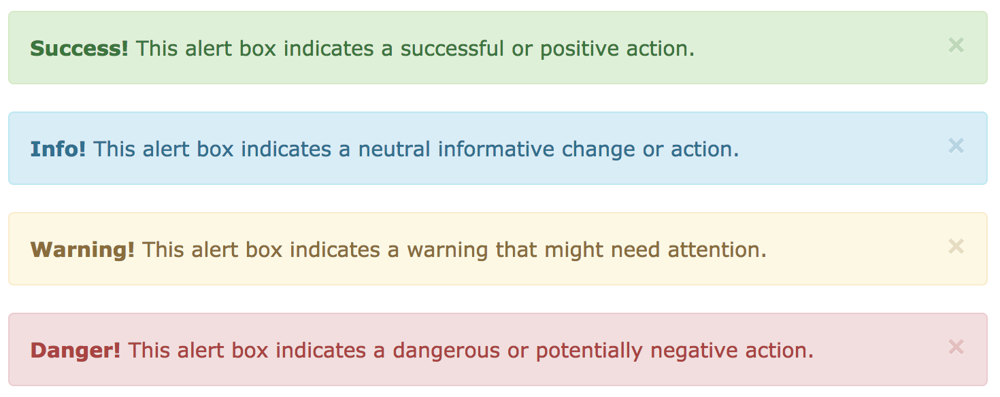 Success! This alert box indicates a successful or positive action. ×
Info! This alert box indicates a neutral informative change or action. ×
Warning! This alert box indicates a warning that might need attention. ×
Danger! This alert box indicates a dangerous or potentially negative action. ×